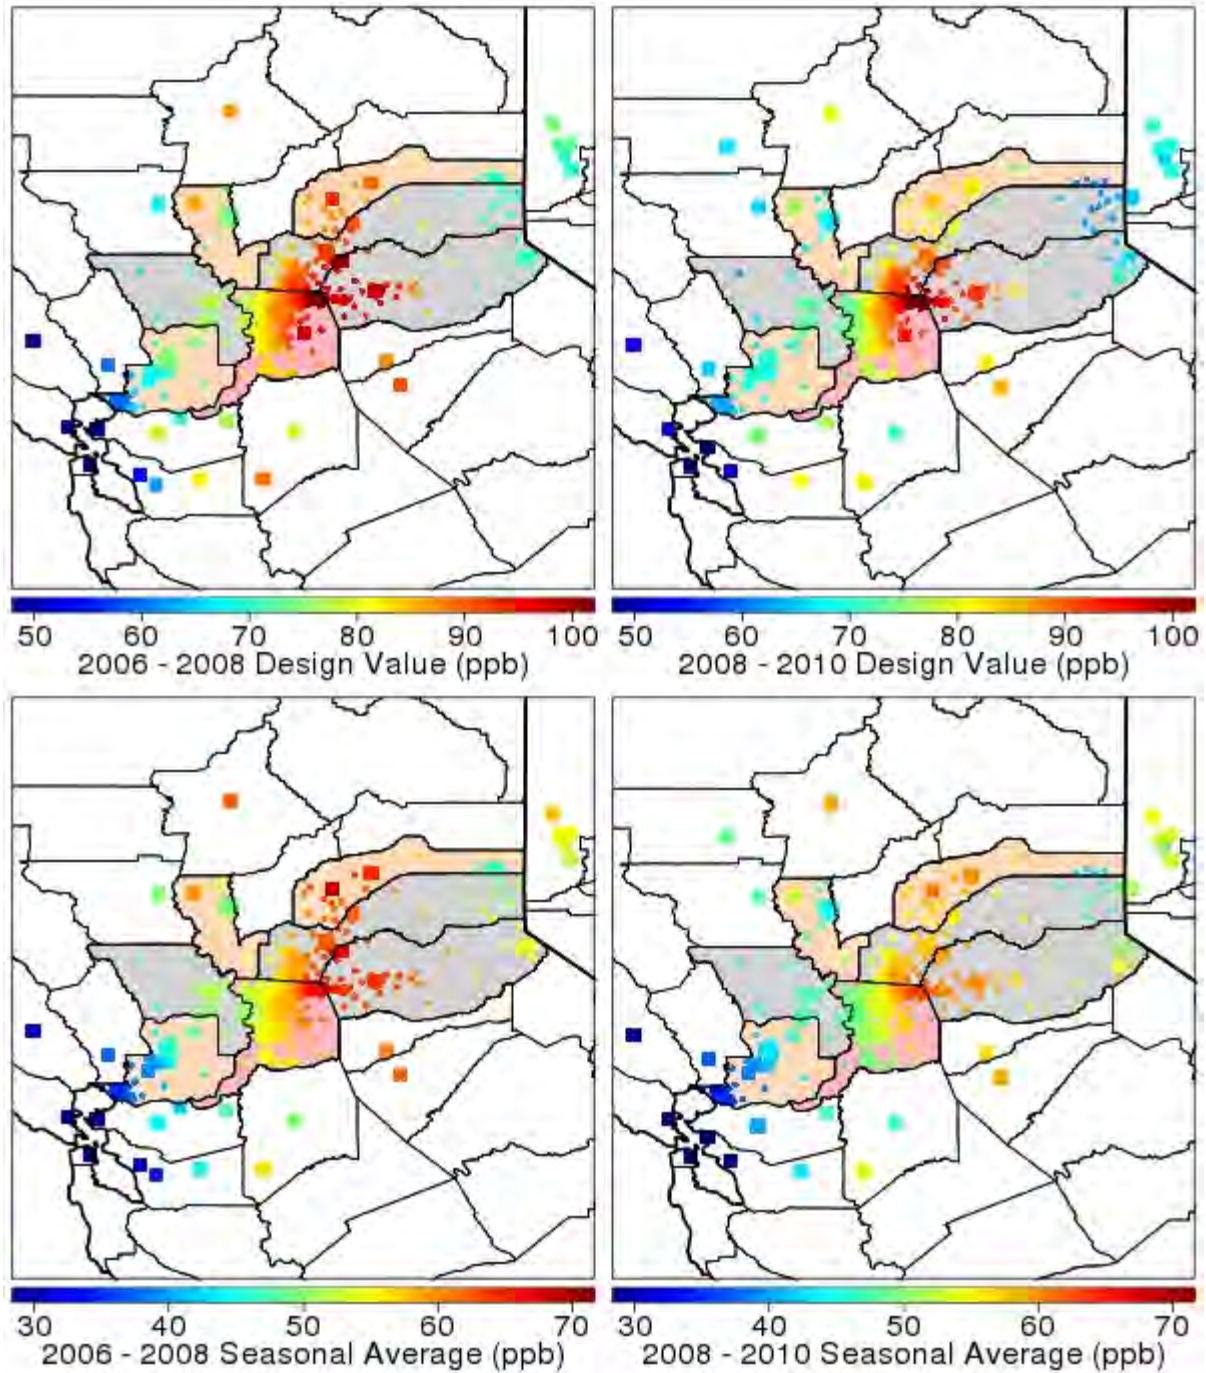 50 60 70 80 90 100
2006 - 2008 Design Value (ppb)
50 60 70 80 90 100
2008 - 2010 Design Value (ppb)
30 40 50 60 70
2006 - 2008 Seasonal Average (ppb)
30 40 50 60 70
2008 - 2010 Seasonal Average (ppb)